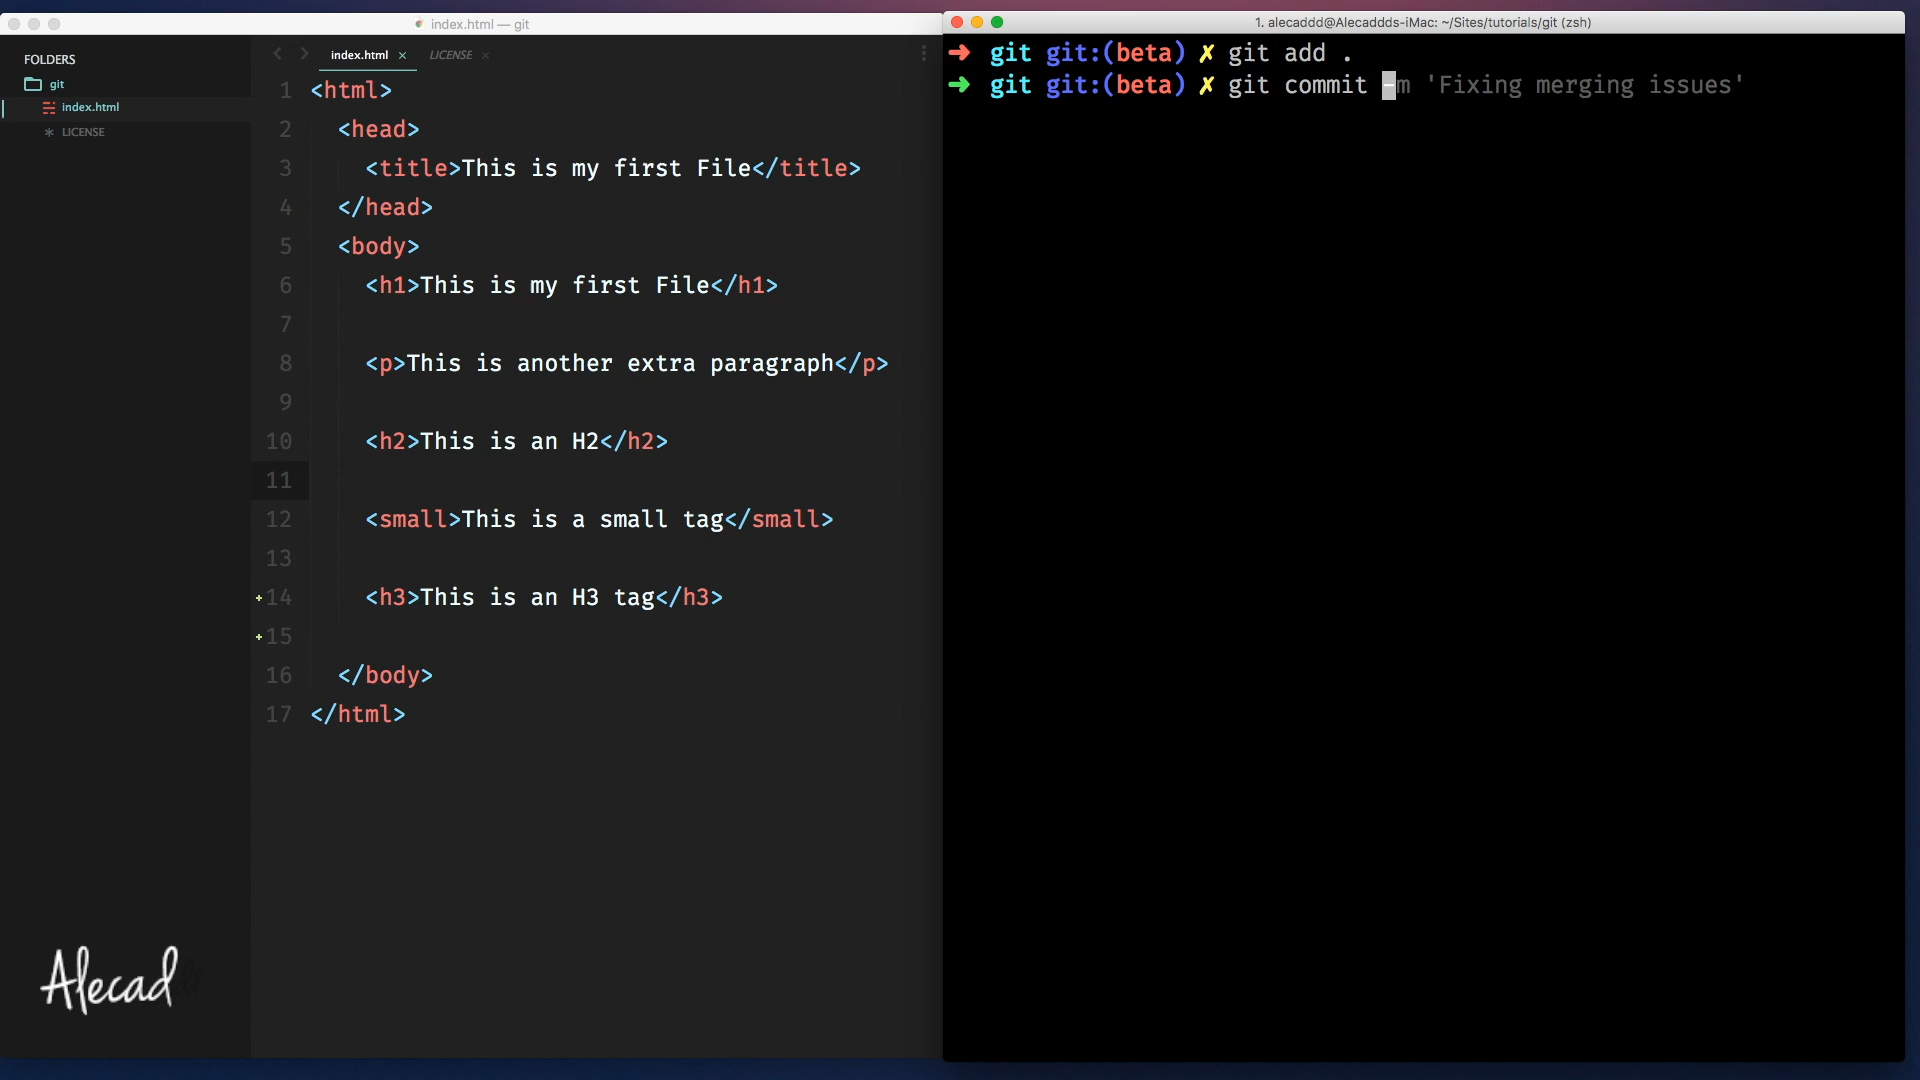 index.html — git
FOLDERS
git
index.html
LICENSE
index.html ×
LICENSE ×
1 <html>
2 <head>
3 <title>This is my first File</title>
4 </head>
5 <body>
6 <h1>This is my first File</h1>
7
8 <p>This is another extra paragraph</p>
9
10 <h2>This is an H2</h2>
11
12 <small>This is a small tag</small>
13
+14 <h3>This is an H3 tag</h3>
+15
16 </body>
17 </html>
Alecad
1. alecaddd@Alecaddds-iMac: ~/Sites/tutorials/git (zsh)
➜ git git:(beta) ✗ git add .
➜ git git:(beta) ✗ git commit -m 'Fixing merging issues'